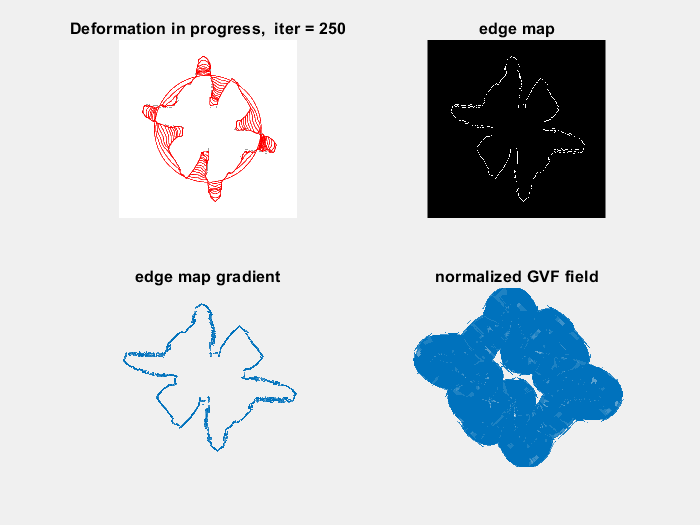 Deformation in progress,  iter = 250
edge map
edge map gradient
normalized GVF field